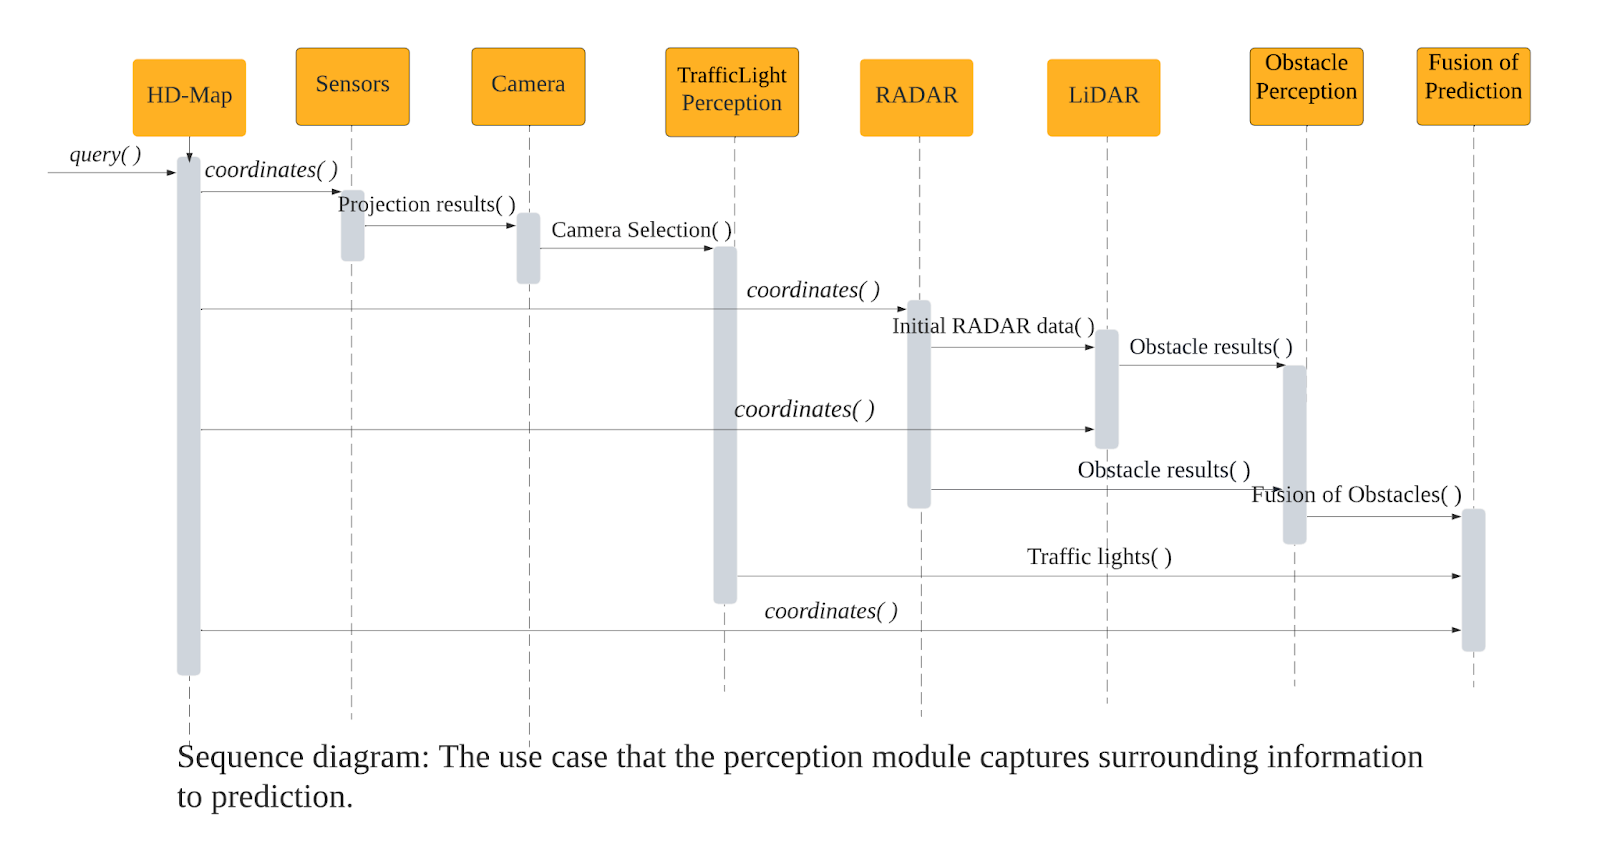 HD-Map
Sensors
Camera
TrafficLight
Perception
RADAR
LiDAR
Obstacle
Perception
Fusion of
Prediction
query( )
coordinates( )
Projection results( )
Camera Selection( )
coordinates( )
Initial RADAR data( )
Obstacle results( )
coordinates( )
Obstacle results( )
Fusion of Obstacles( )
Traffic lights( )
coordinates( )
Sequence diagram: The use case that the perception module captures surrounding information
to prediction.